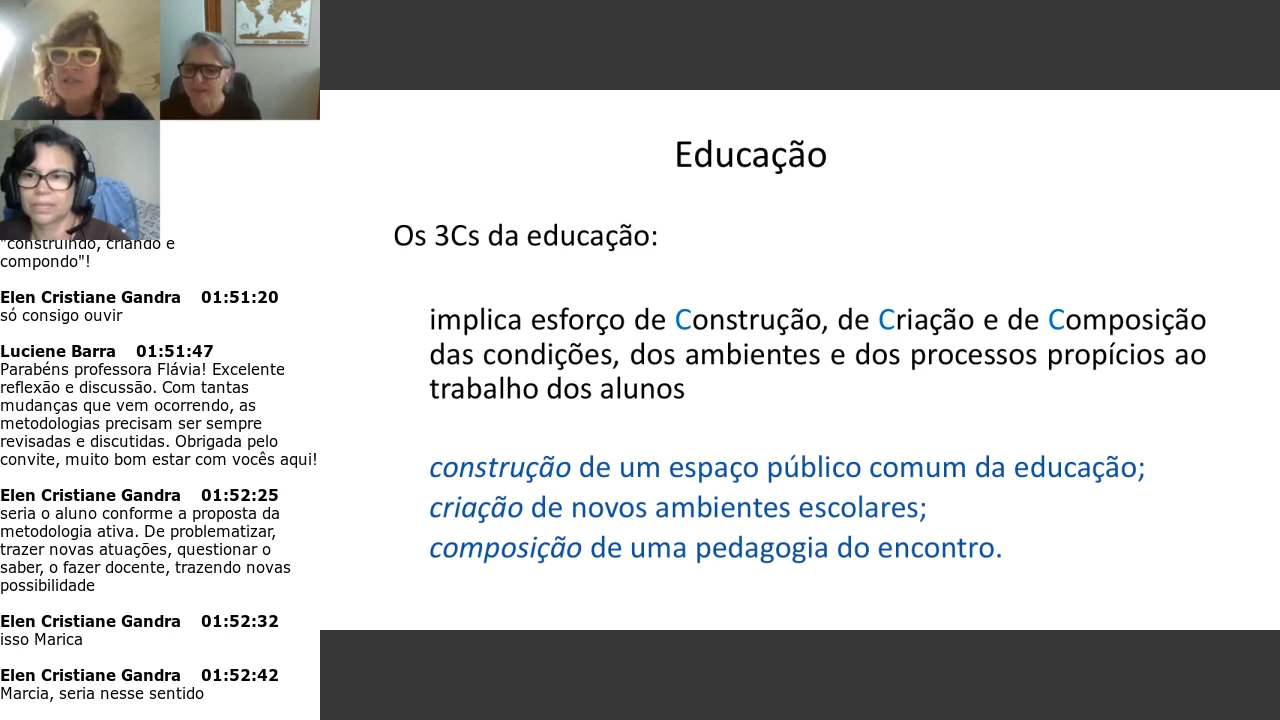 "construindo, criando e
compondo"!
Elen Cristiane Gandra 01:51:20
só consigo ouvir
Luciene Barra 01:51:47
Parabéns professora Flávia! Excelente
reflexão e discussão. Com tantas
mudanças que vem ocorrendo, as
metodologias precisam ser sempre
revisadas e discutidas. Obrigada pelo
convite, muito bom estar com vocês aqui!
Elen Cristiane Gandra 01:52:25
seria o aluno conforme a proposta da
metodologia ativa. De problematizar,
trazer novas atuações, questionar o
saber, o fazer docente, trazendo novas
possibilidade
Elen Cristiane Gandra 01:52:32
isso Marica
Elen Cristiane Gandra 01:52:42
Marcia, seria nesse sentido
Educação
Os 3Cs da educação:
implica esforço de Construção, de Criação e de Composição
das condições, dos ambientes e dos processos propícios ao
trabalho dos alunos
construção de um espaço público comum da educação;
criação de novos ambientes escolares;
composição de uma pedagogia do encontro.